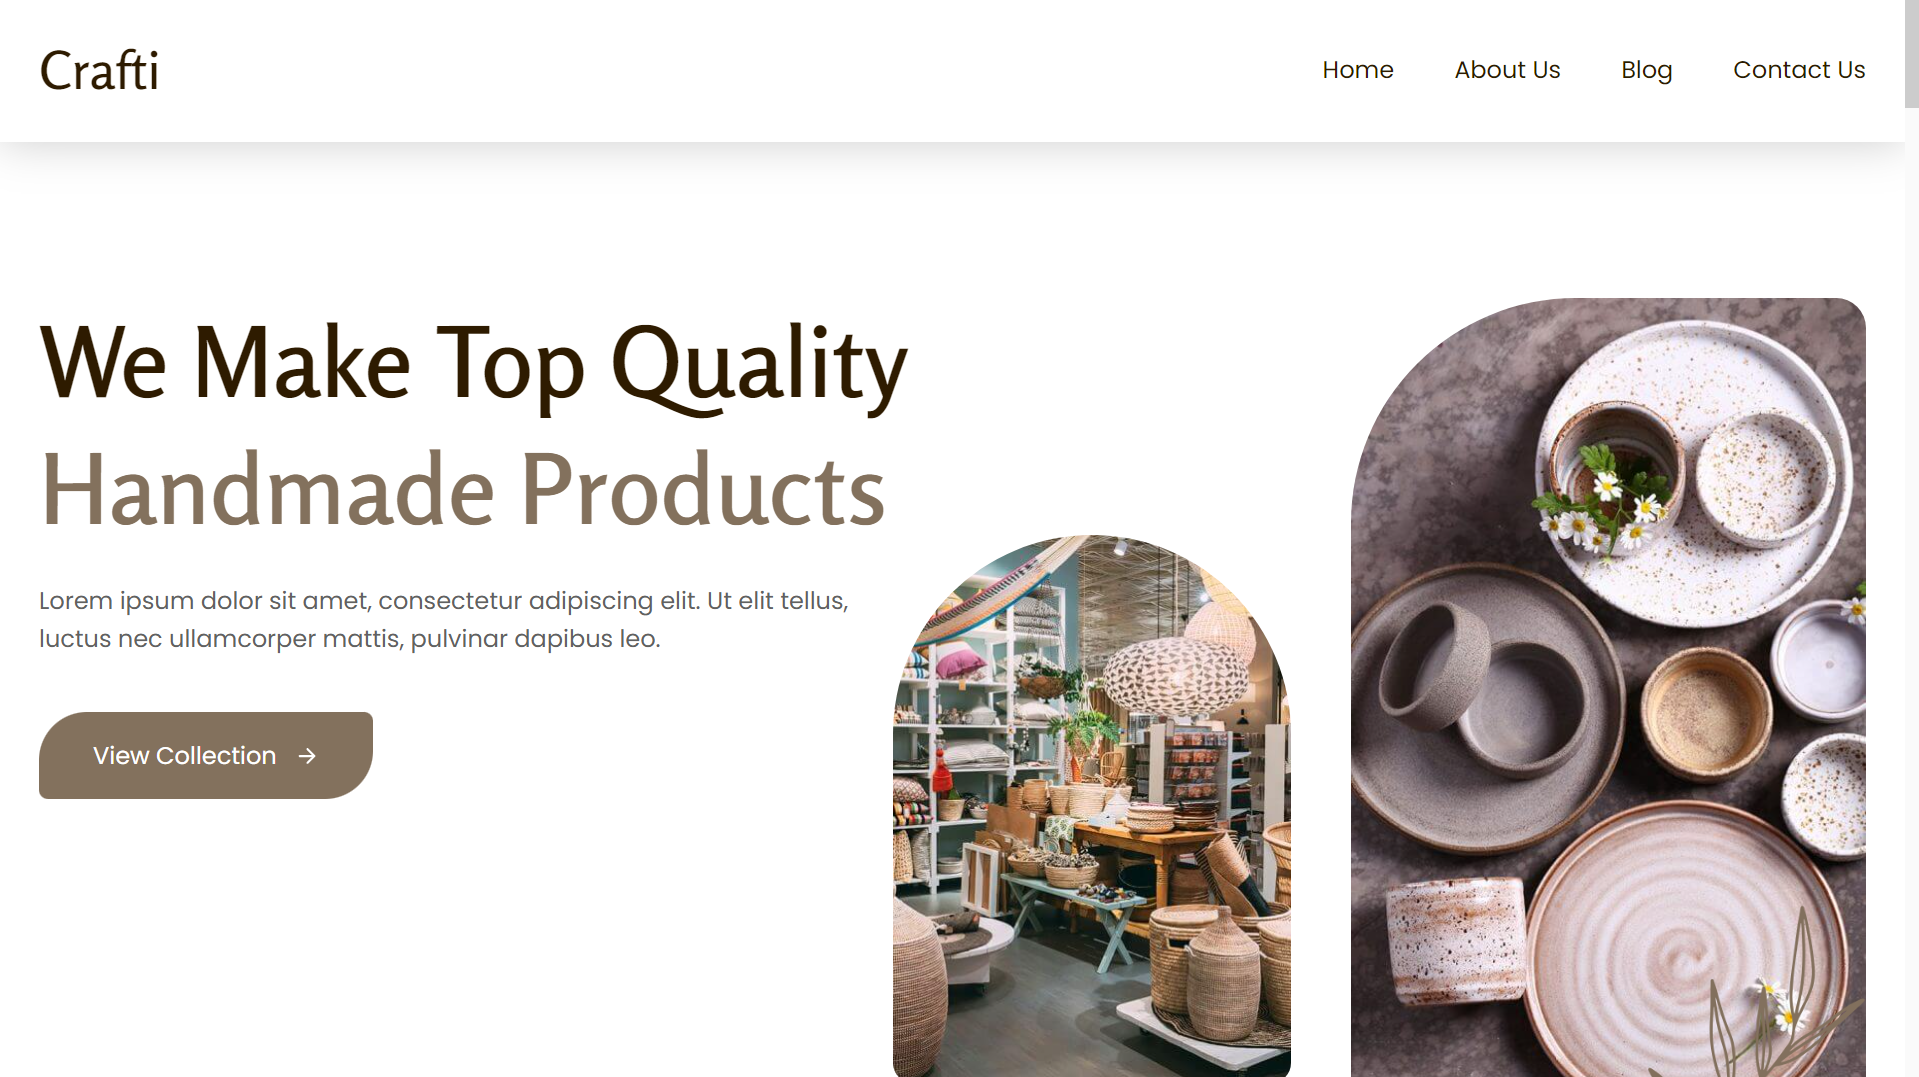 Crafti
Home
About Us
Blog
Contact Us
We Make Top Quality
Handmade Products
Lorem ipsum dolor sit amet, consectetur adipiscing elit. Ut elit tellus,
luctus nec ullamcorper mattis, pulvinar dapibus leo.
View Collection →